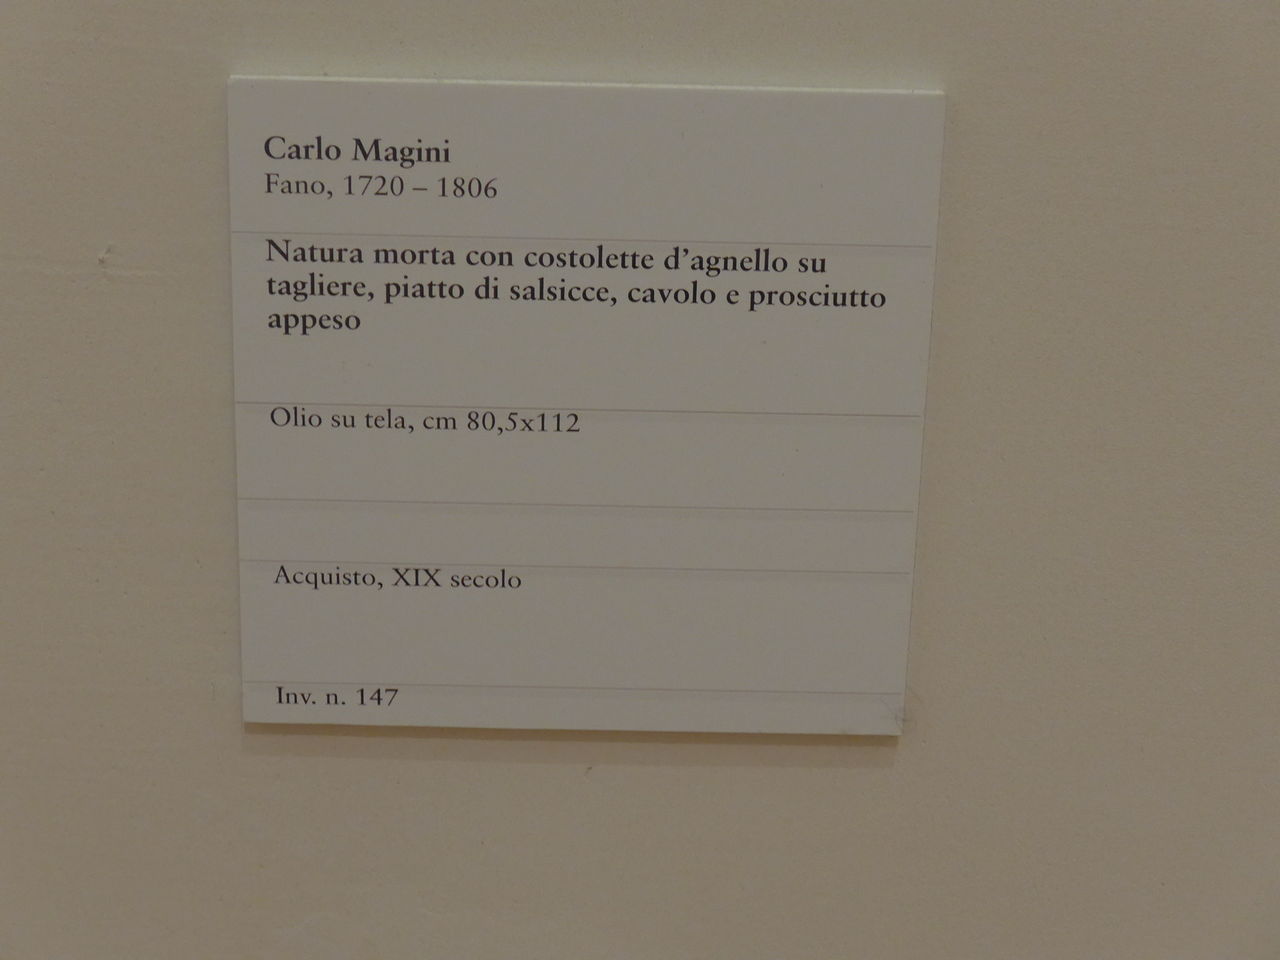 Carlo Magini
Fano, 1720 – 1806
Natura morta con costolette d’agnello su
tagliere, piatto di salsicce, cavolo e prosciutto
appeso
Olio su tela, cm 80,5x112
Acquisto, XIX secolo
Inv. n. 147